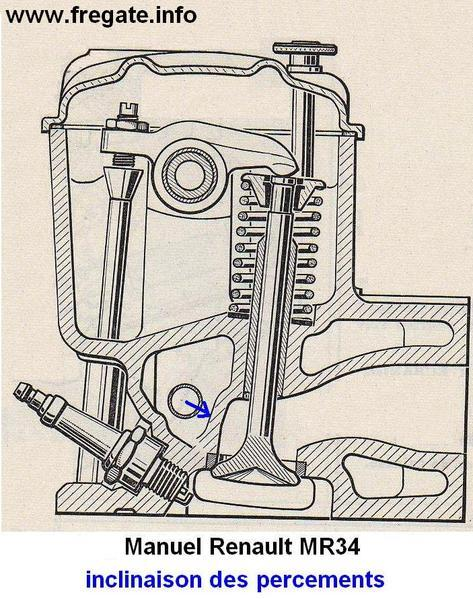 www.fregate.info
Manuel Renault MR34
inclinaison des percements